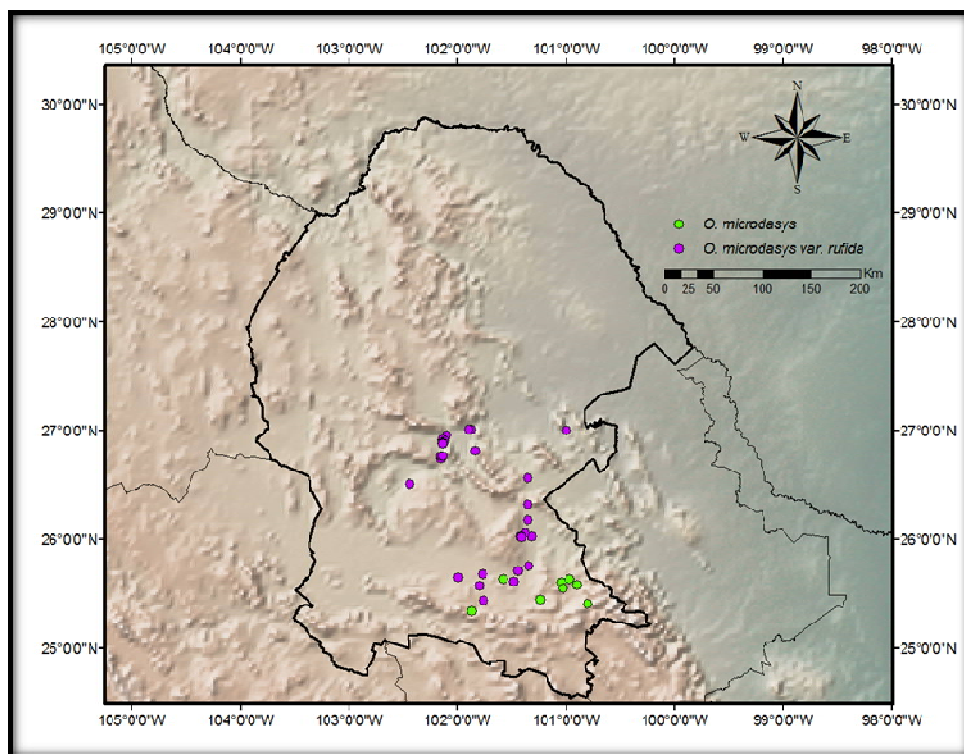 105°0'0"W 104°0'0"W 103°0'0"W 102°0'0"W 101°0'0"W 100°0'0"W 99°0'0"W 98°0'0"W
30°0'0"N 30°0'0"N
N
W E
S
29°0'0"N 29°0'0"N
O. microdasys
O. microdasys var. rufida
Km
0 25 50 100 150 200
28°0'0"N 28°0'0"N
27°0'0"N 27°0'0"N
26°0'0"N 26°0'0"N
25°0'0"N 25°0'0"N
105°0'0"W 104°0'0"W 103°0'0"W 102°0'0"W 101°0'0"W 100°0'0"W 99°0'0"W 98°0'0"W